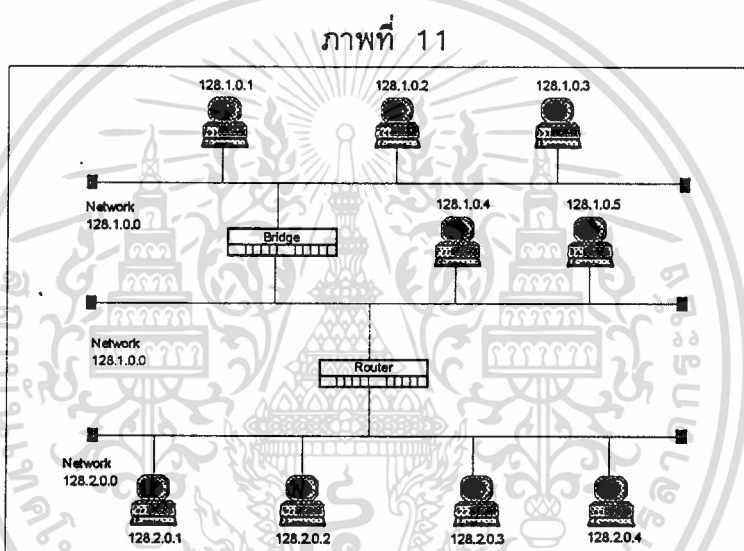 ภาพที่ 11
128.1.0.1
128.1.0.2
128.1.0.3
Network
128.1.0.0
Bridge
128.1.0.4
128.1.0.5
Network
128.1.0.0
Router
Network
128.2.0.0
128.2.0.1
128.2.0.2
128.2.0.3
128.2.0.4